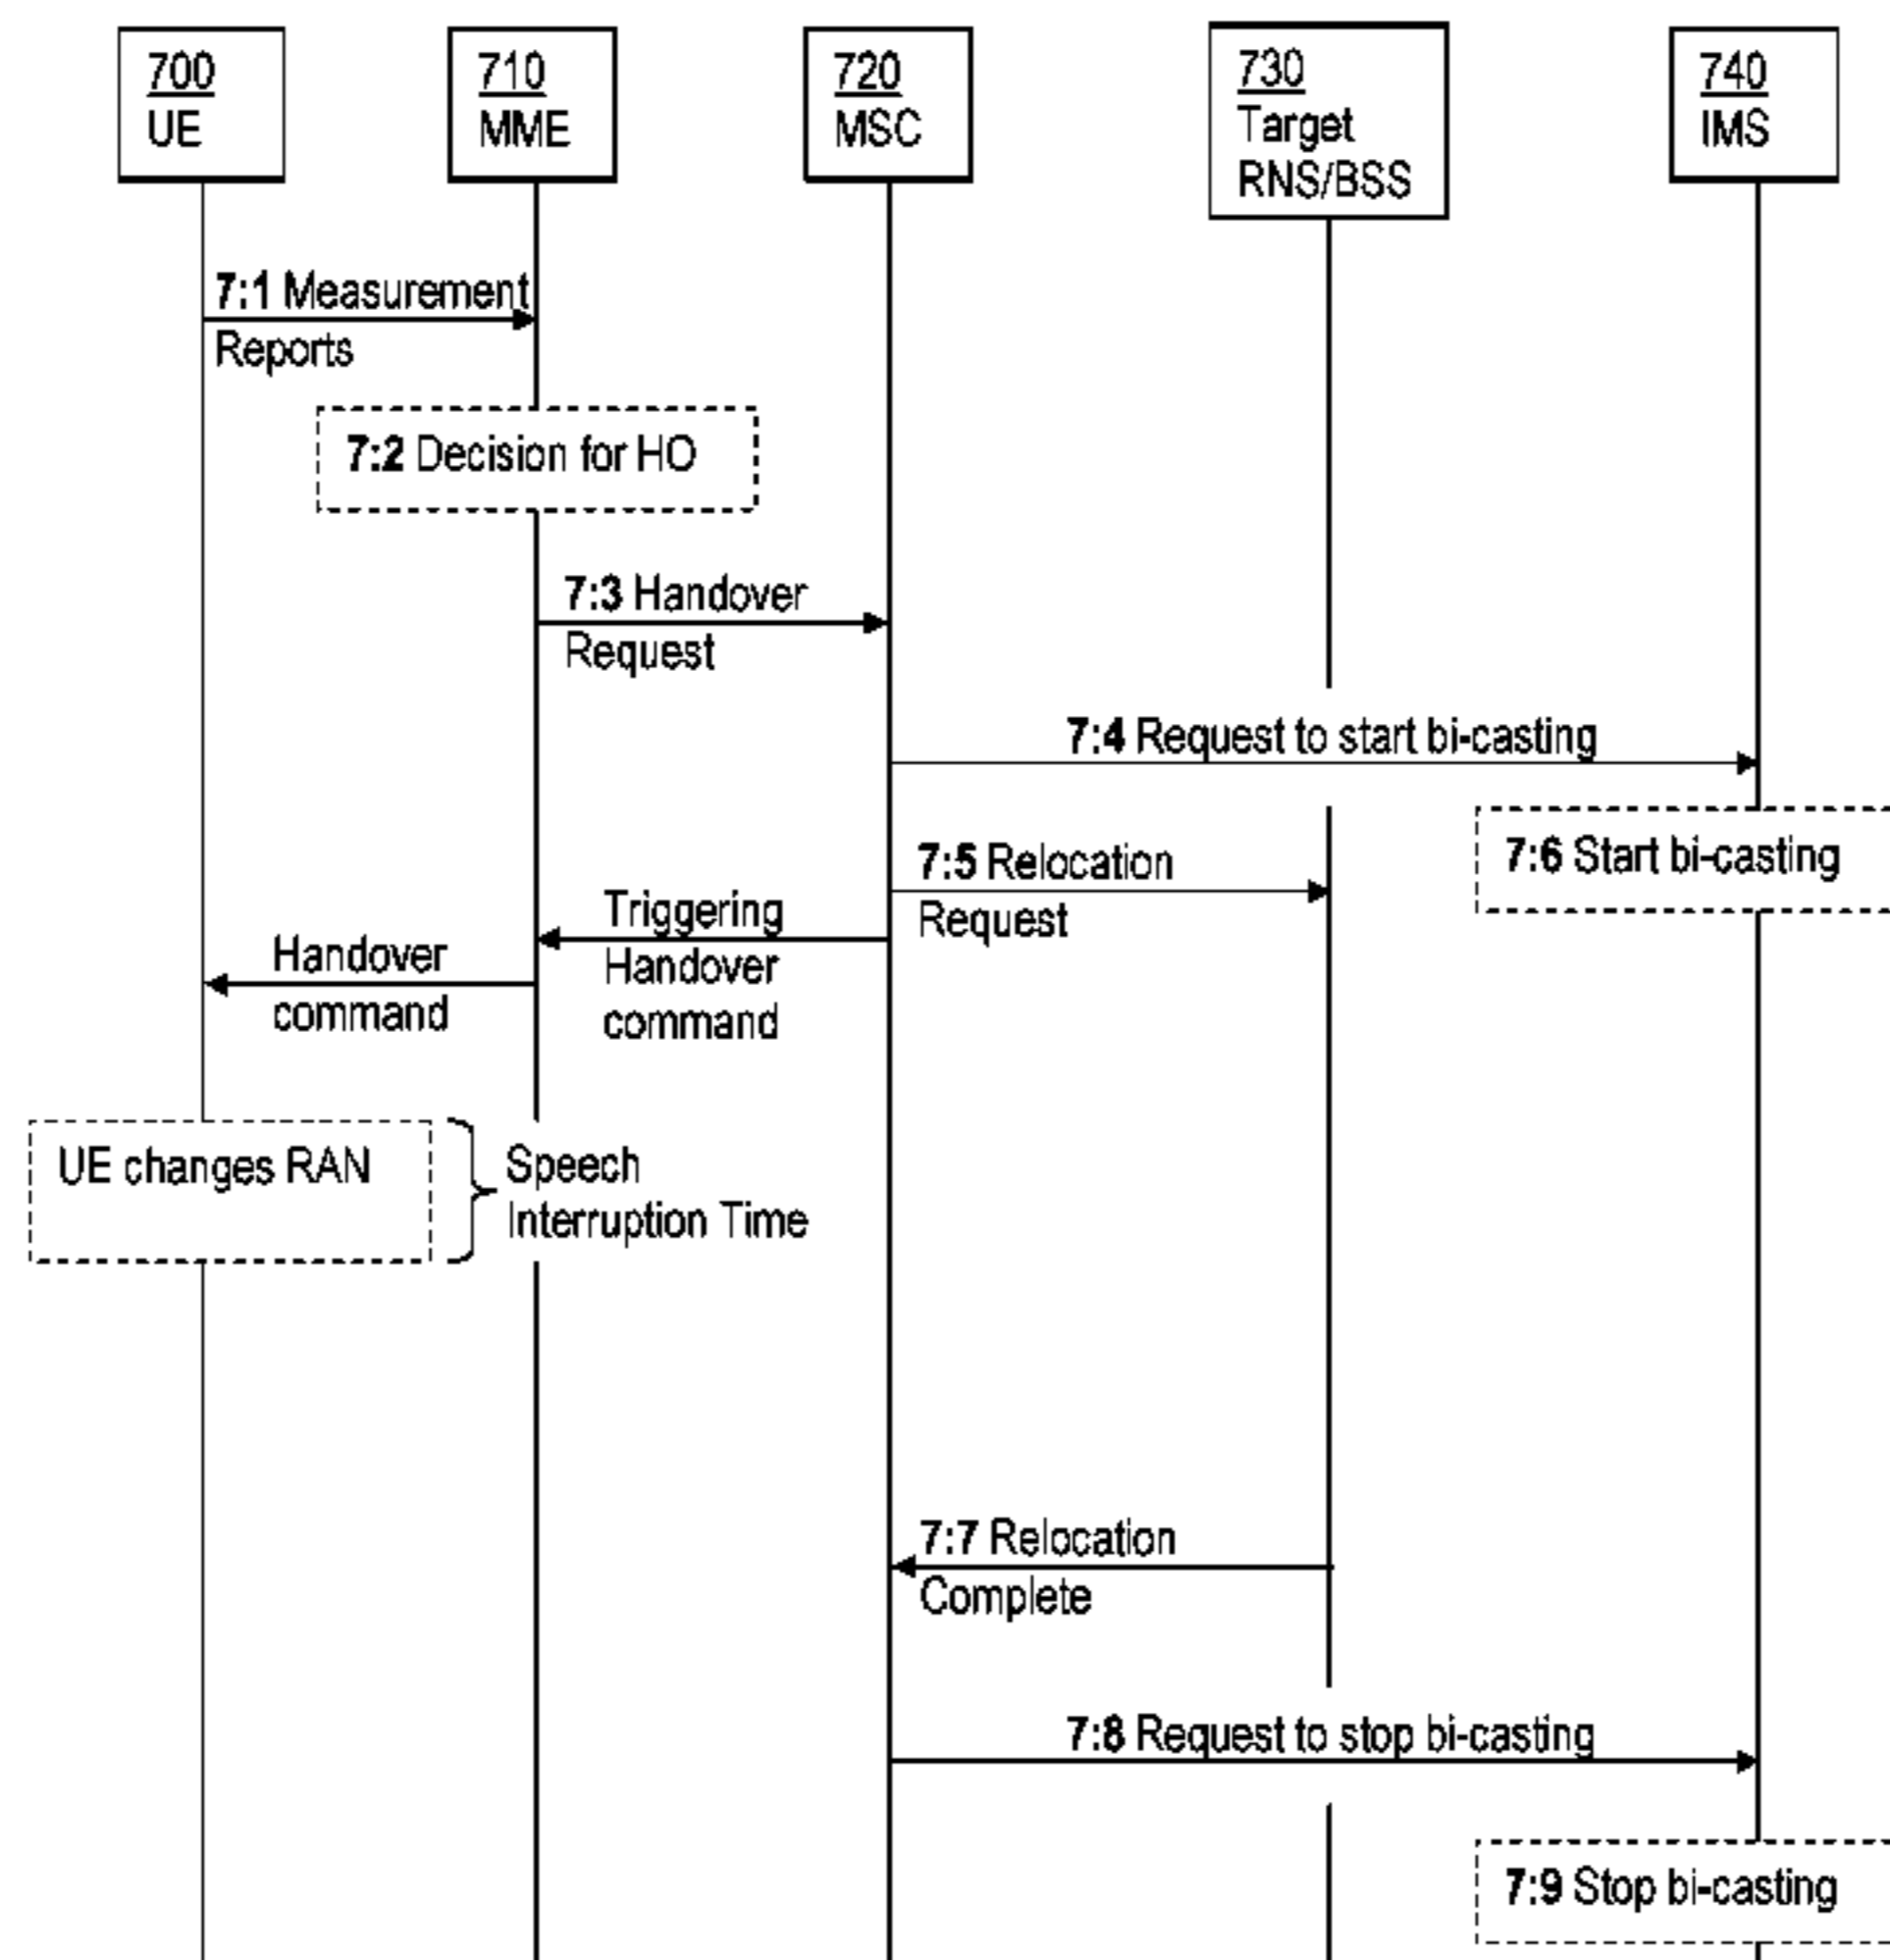 700
UE
710
MME
720
MSC
730
Target
RNS/BSS
740
IMS
7:1 Measurement
Reports
7:2 Decision for HO
7:3 Handover
Request
7:4 Request to start bi-casting
7:6 Start bi-casting
7:5 Relocation
Request
Triggering
Handover
command
Handover
command
UE changes RAN
Speech
Interruption Time
7:7 Relocation
Complete
7:8 Request to stop bi-casting
7:9 Stop bi-casting